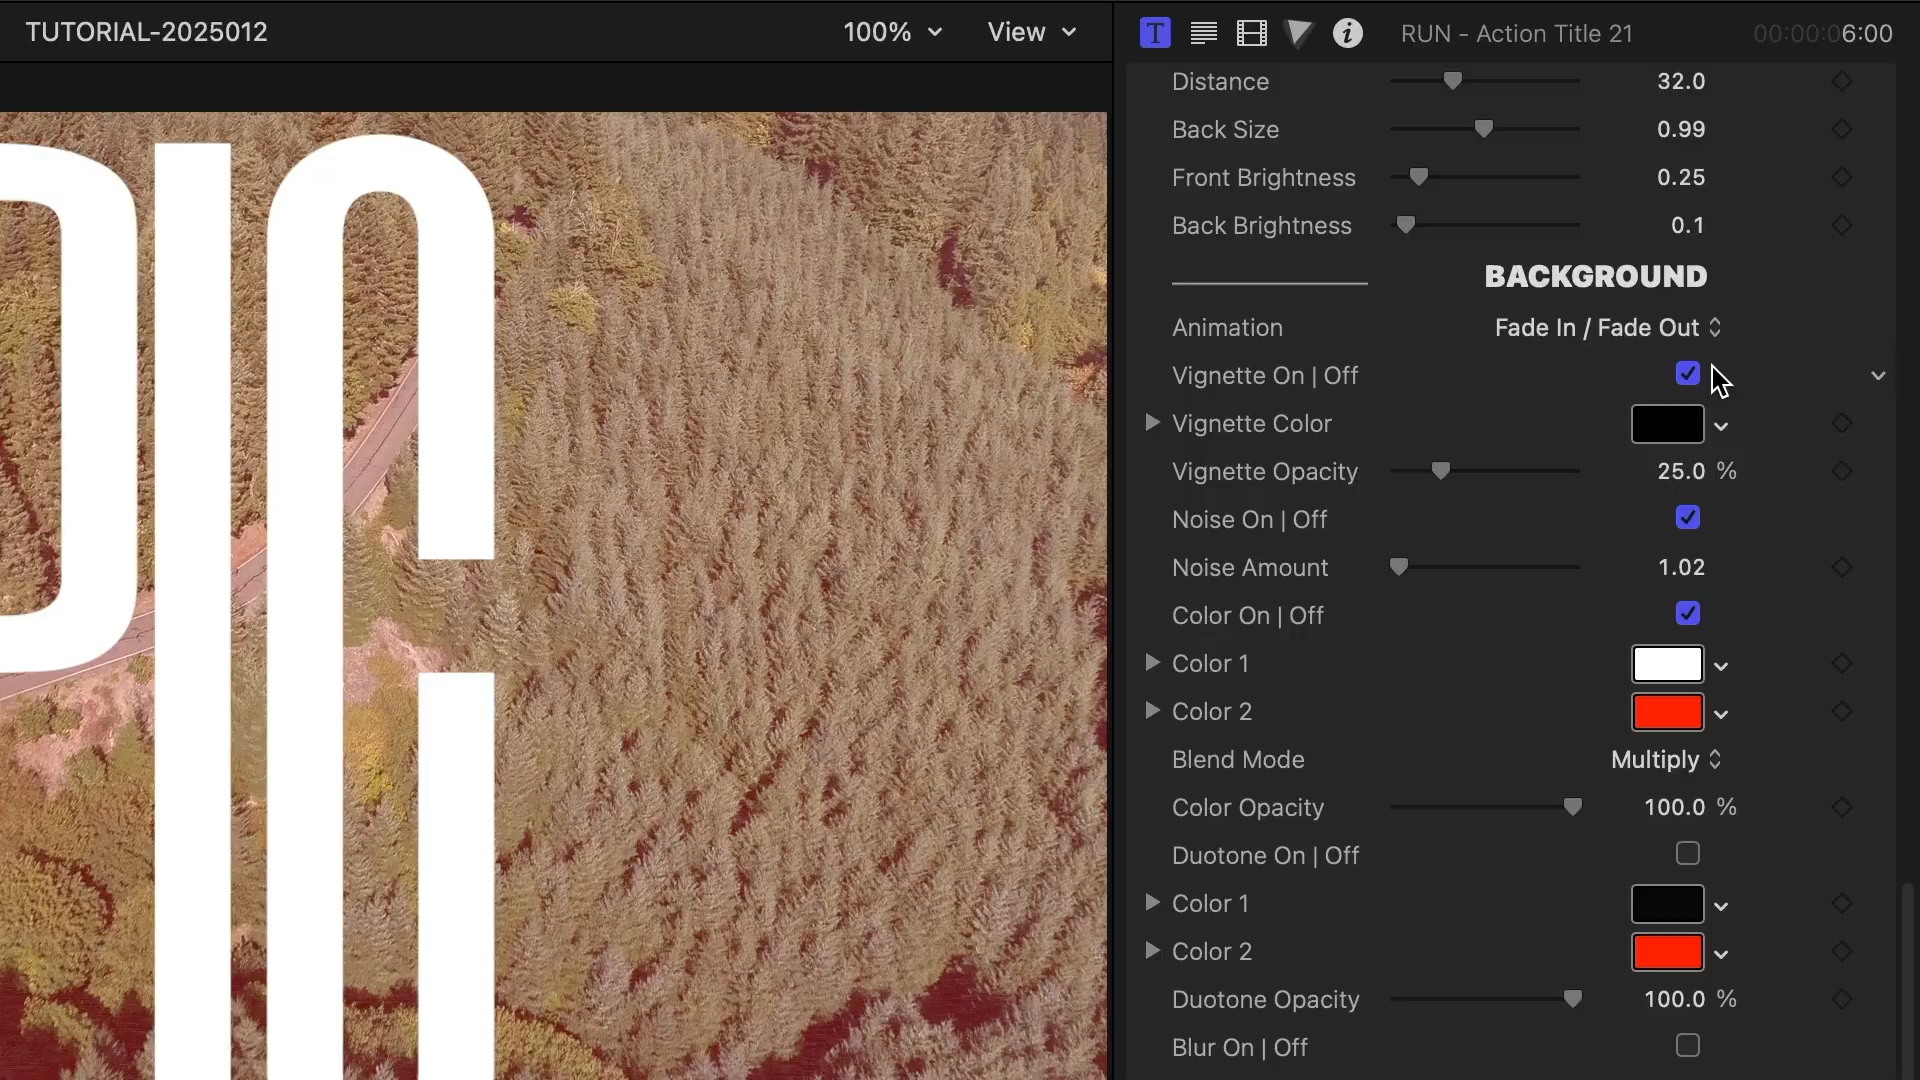 TUTORIAL-2025012
100%
View
T
i
RUN - Action Title 21
00:00:06:00
Distance 32.0
Back Size 0.99
Front Brightness 0.25
Back Brightness 0.1
BACKGROUND
Animation Fade In / Fade Out
Vignette On | Off
Vignette Color
Vignette Opacity 25.0 %
Noise On | Off
Noise Amount 1.02
Color On | Off
Color 1
Color 2
Blend Mode Multiply
Color Opacity 100.0 %
Duotone On | Off
Color 1
Color 2
Duotone Opacity 100.0 %
Blur On | Off